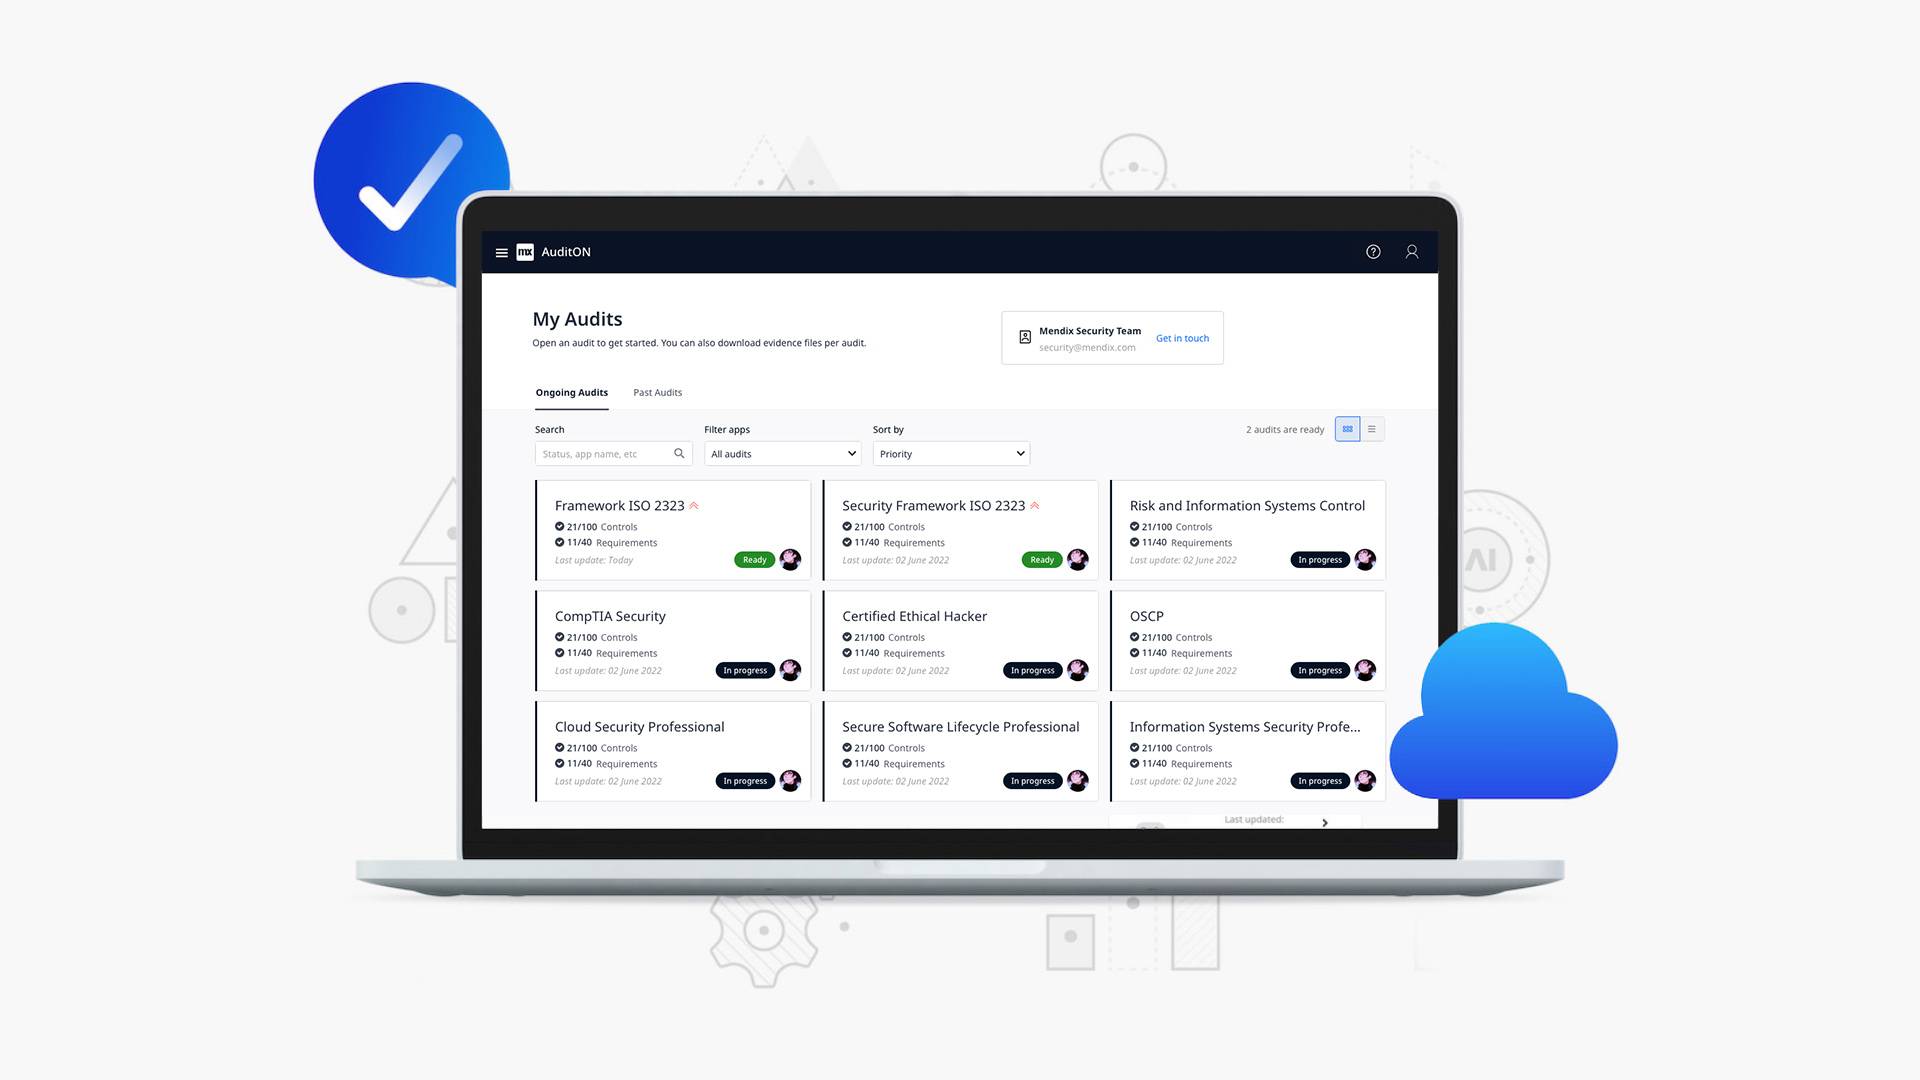 mx AuditON
My Audits
Open an audit to get started. You can also download evidence files per audit.
Mendix Security Team
security@mendix.com
Get in touch
Ongoing Audits Past Audits
Search
Status, app name, etc
Filter apps
All audits
Sort by
Priority
2 audits are ready
Framework ISO 2323
21/100 Controls
11/40 Requirements
Last update: Today
Ready
Security Framework ISO 2323
21/100 Controls
11/40 Requirements
Last update: 02 June 2022
Ready
Risk and Information Systems Control
21/100 Controls
11/40 Requirements
Last update: 02 June 2022
In progress
CompTIA Security
21/100 Controls
11/40 Requirements
Last update: 02 June 2022
In progress
Certified Ethical Hacker
21/100 Controls
11/40 Requirements
Last update: 02 June 2022
In progress
OSCP
21/100 Controls
11/40 Requirements
Last update: 02 June 2022
In progress
Cloud Security Professional
21/100 Controls
11/40 Requirements
Last update: 02 June 2022
In progress
Secure Software Lifecycle Professional
21/100 Controls
11/40 Requirements
Last update: 02 June 2022
In progress
Information Systems Security Profe...
21/100 Controls
11/40 Requirements
Last update: 02 June 2022
In progress
Last updated:
AI